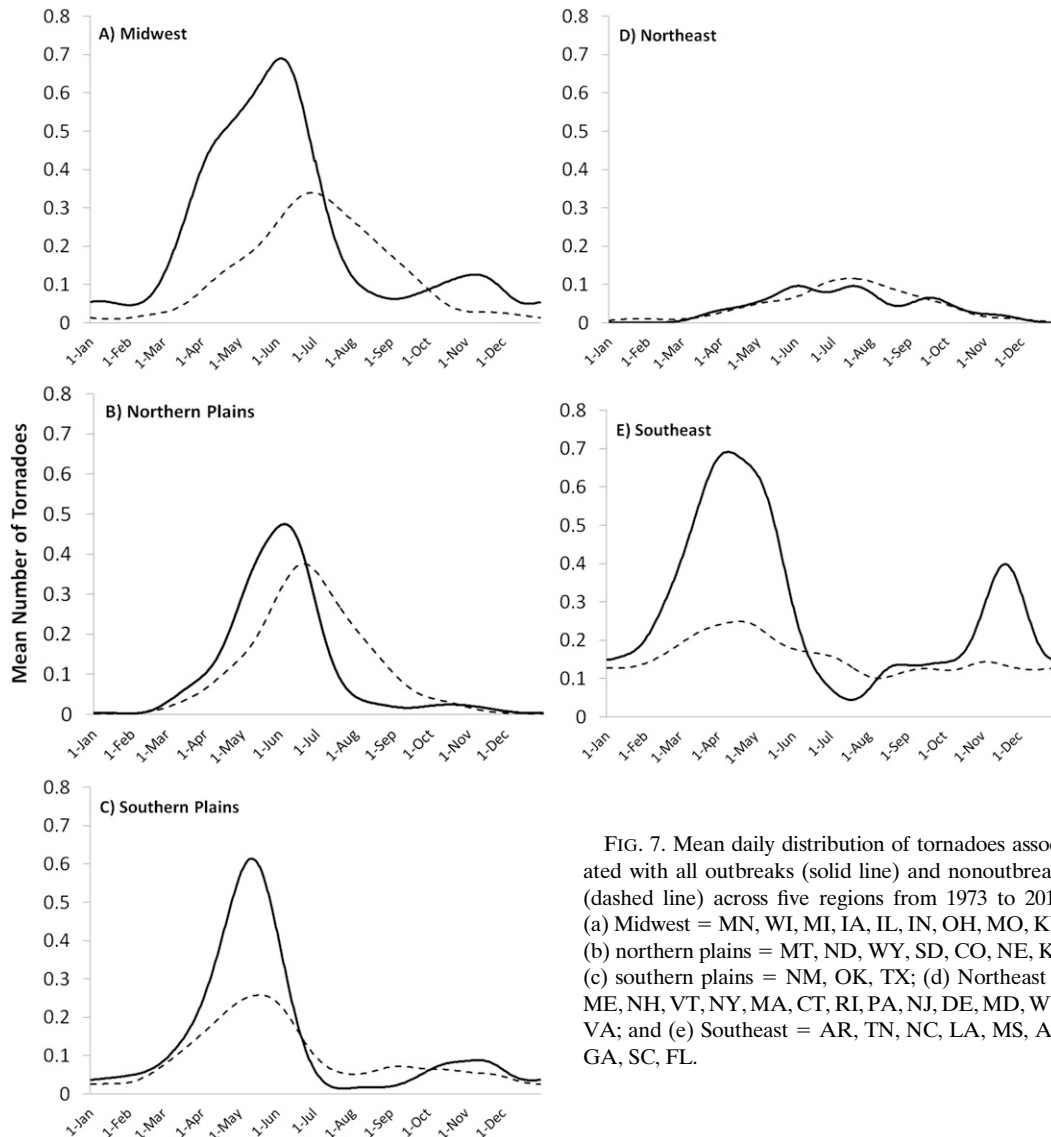 A) Midwest
0.8
0.7
0.6
0.5
0.4
0.3
0.2
0.1
0
1-Jan 1-Feb 1-Mar 1-Apr 1-May 1-Jun 1-Jul 1-Aug 1-Sep 1-Oct 1-Nov 1-Dec
D) Northeast
0.8
0.7
0.6
0.5
0.4
0.3
0.2
0.1
0
1-Jan 1-Feb 1-Mar 1-Apr 1-May 1-Jun 1-Jul 1-Aug 1-Sep 1-Oct 1-Nov 1-Dec
Mean Number of Tornadoes
B) Northern Plains
0.8
0.7
0.6
0.5
0.4
0.3
0.2
0.1
0
1-Jan 1-Feb 1-Mar 1-Apr 1-May 1-Jun 1-Jul 1-Aug 1-Sep 1-Oct 1-Nov 1-Dec
E) Southeast
0.8
0.7
0.6
0.5
0.4
0.3
0.2
0.1
0
1-Jan 1-Feb 1-Mar 1-Apr 1-May 1-Jun 1-Jul 1-Aug 1-Sep 1-Oct 1-Nov 1-Dec
C) Southern Plains
0.8
0.7
0.6
0.5
0.4
0.3
0.2
0.1
0
1-Jan 1-Feb 1-Mar 1-Apr 1-May 1-Jun 1-Jul 1-Aug 1-Sep 1-Oct 1-Nov 1-Dec
FIG. 7. Mean daily distribution of tornadoes assoc
ated with all outbreaks (solid line) and nonoutbrea
(dashed line) across five regions from 1973 to 201
(a) Midwest = MN, WI, MI, IA, IL, IN, OH, MO, K
(b) northern plains = MT, ND, WY, SD, CO, NE, K
(c) southern plains = NM, OK, TX; (d) Northeast
ME, NH, VT, NY, MA, CT, RI, PA, NJ, DE, MD, W
VA; and (e) Southeast = AR, TN, NC, LA, MS, A
GA, SC, FL.